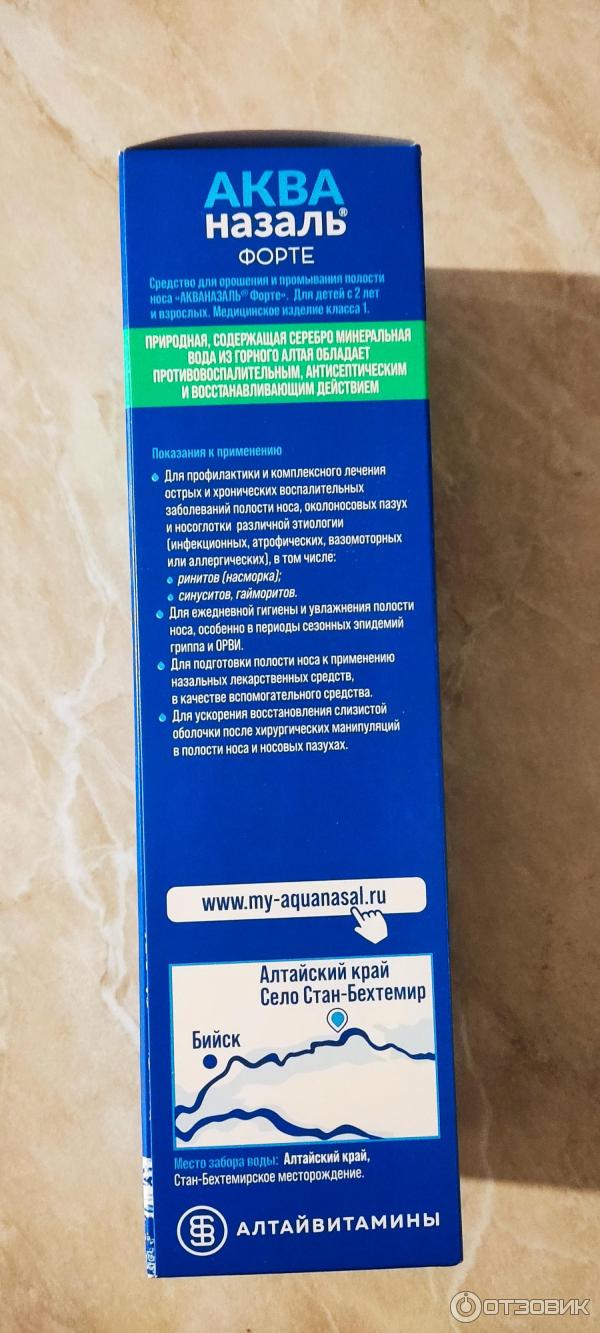 АКВА
назаль®
ФОРТЕ
Средство для орошения и промывания полости
носа «АКВАНАЗАЛЬ® Форте». Для детей с 2 лет
и взрослых. Медицинское изделие класса 1.
ПРИРОДНАЯ, СОДЕРЖАЩАЯ СЕРЕБРО МИНЕРАЛЬНАЯ
ВОДА ИЗ ГОРНОГО АЛТАЯ ОБЛАДАЕТ
ПРОТИВОВОСПАЛИТЕЛЬНЫМ, АНТИСЕПТИЧЕСКИМ
И ВОССТАНАВЛИВАЮЩИМ ДЕЙСТВИЕМ
Показания к применению
Для профилактики и комплексного лечения
острых и хронических воспалительных
заболеваний полости носа, околоносовых пазух
и носоглотки различной этиологии
(инфекционных, атрофических, вазомоторных
или аллергических), в том числе:
ринитов (насморка);
синуситов, гайморитов.
Для ежедневной гигиены и увлажнения полости
носа, особенно в периоды сезонных эпидемий
гриппа и ОРВИ.
Для подготовки полости носа к применению
назальных лекарственных средств,
в качестве вспомогательного средства.
Для ускорения восстановления слизистой
оболочки после хирургических манипуляций
в полости носа и носовых пазухах.
www.my-aquanasal.ru
Алтайский край
Село Стан-Бехтемир
Бийск
Место забора воды: Алтайский край,
Стан-Бехтемирское месторождение.
АЛТАЙВИТАМИНЫ
ОТЗОВИК